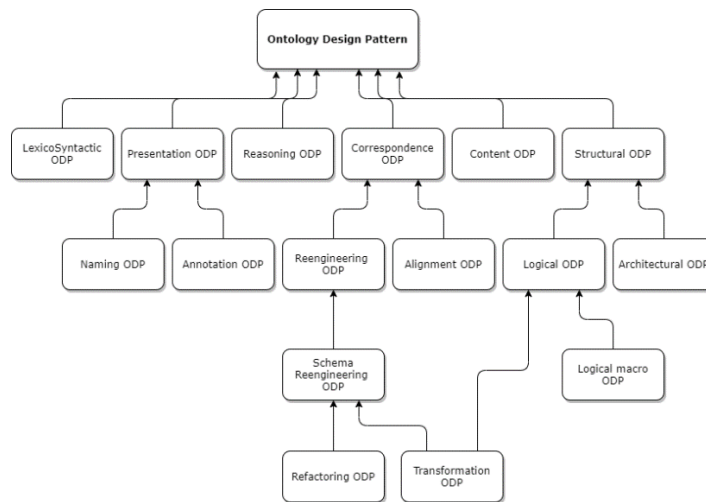 Ontology Design Pattern
LexicoSyntactic
ODP
Presentation ODP
Reasoning ODP
Correspondence
ODP
Content ODP
Structural ODP
Naming ODP
Annotation ODP
Reengineering
ODP
Alignment ODP
Logical ODP
Architectural ODP
Schema
Reengineering
ODP
Logical macro
ODP
Refactoring ODP
Transformation
ODP